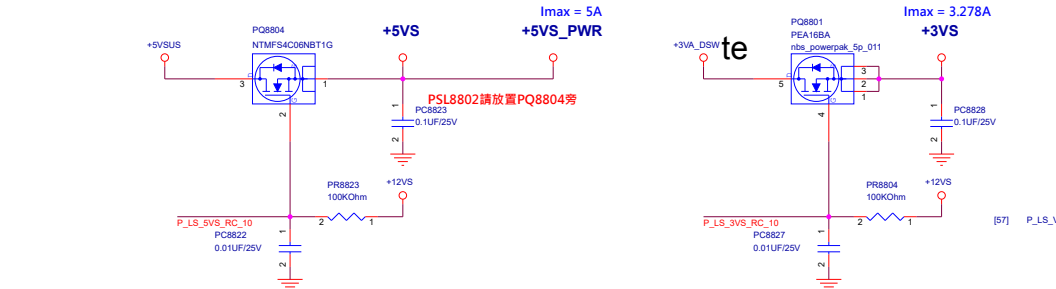 Imax = 5A
PQ8804
NTMFS4C06NBT1G
+5VS
+5VS_PWR
+5VSUS
3
1
2
PSL8802請放置PQ8804旁
1
PC8823
0.1UF/25V
2
PR8823
100KOhm
+12VS
P_LS_5VS_RC_10
2
1
PC8822
0.01UF/25V
1
2
Imax = 3.278A
PQ8801
PEA16BA
nbs_powerpak_5p_011
+3VS
+3VA_DSW
te
5
3
2
1
4
1
PC8828
0.1UF/25V
2
PR8804
100KOhm
+12VS
P_LS_3VS_RC_10
2
1
PC8827
0.01UF/25V
1
2
[57]